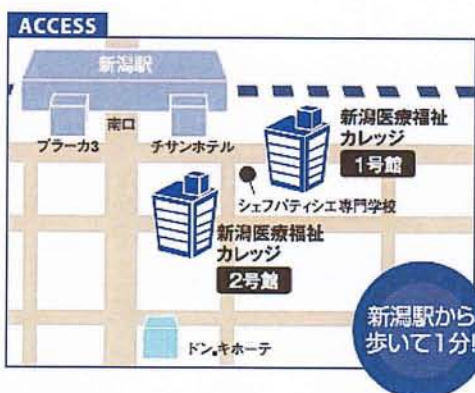 ACCESS
新潟駅
プラーカ3
南口
チサンホテル
新潟医療福祉
カレッジ
1号館
シェフパティシエ専門学校
新潟医療福祉
カレッジ
2号館
ドン.キホーテ
新潟駅から
歩いて1分!